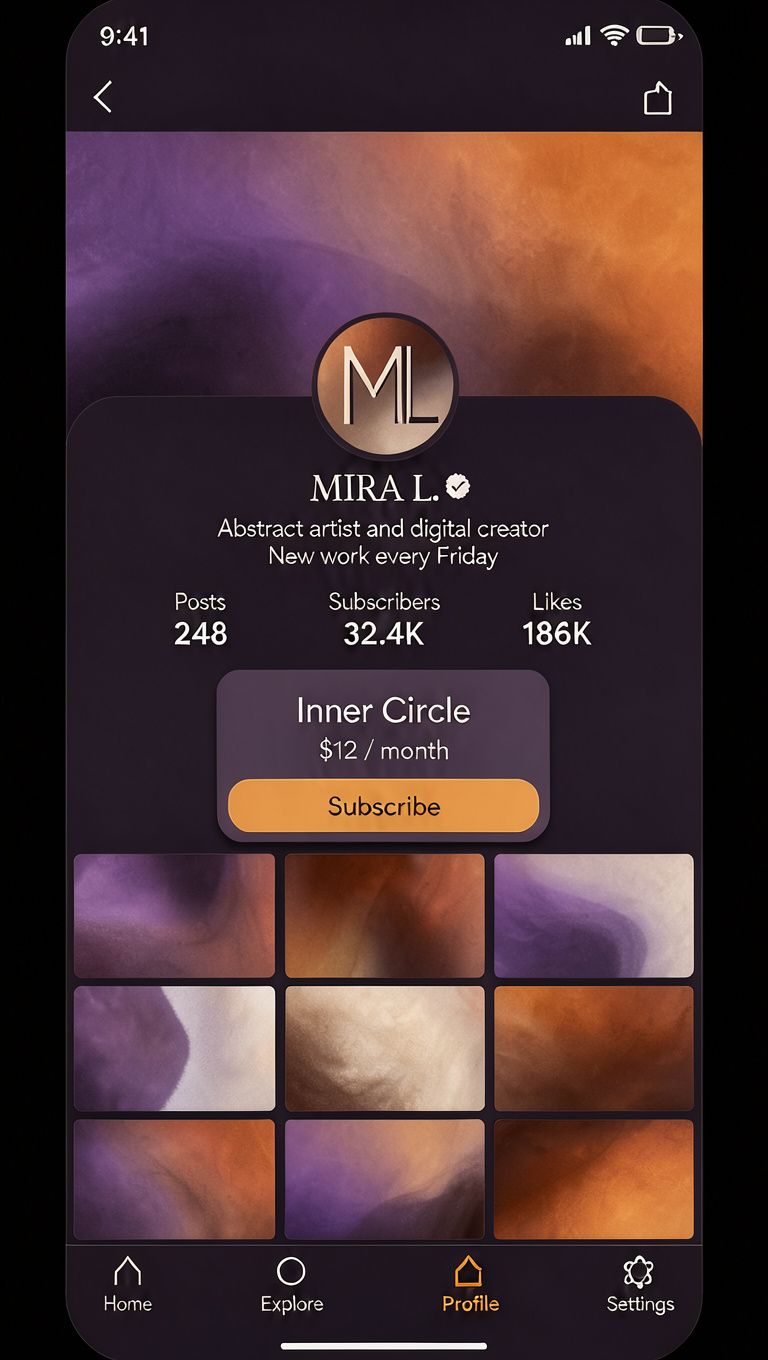 9:41
ML
MIRA L.
Abstract artist and digital creator
New work every Friday
Posts Subscribers Likes
248 32.4K 186K
Inner Circle
$12 / month
Subscribe
Home Explore Profile Settings